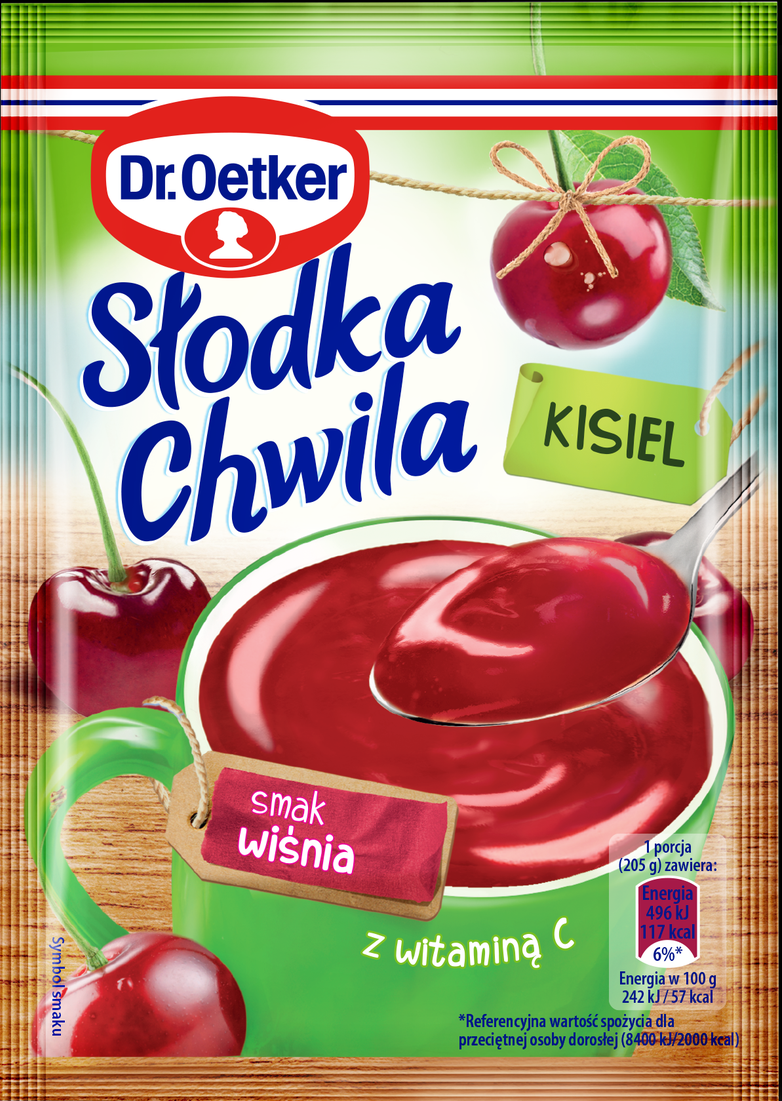 Dr.Oetker
Słodka
Chwila
KISIEL
smak
wiśnia
z witaminą C
1 porcja
(205 g) zawiera:
Energia
496 kJ
117 kcal
6%*
Energia w 100 g
242 kJ / 57 kcal
Symbol smaku
*Referencyjna wartość spożycia dla
przeciętnej osoby dorosłej (8400 kJ/2000 kcal)